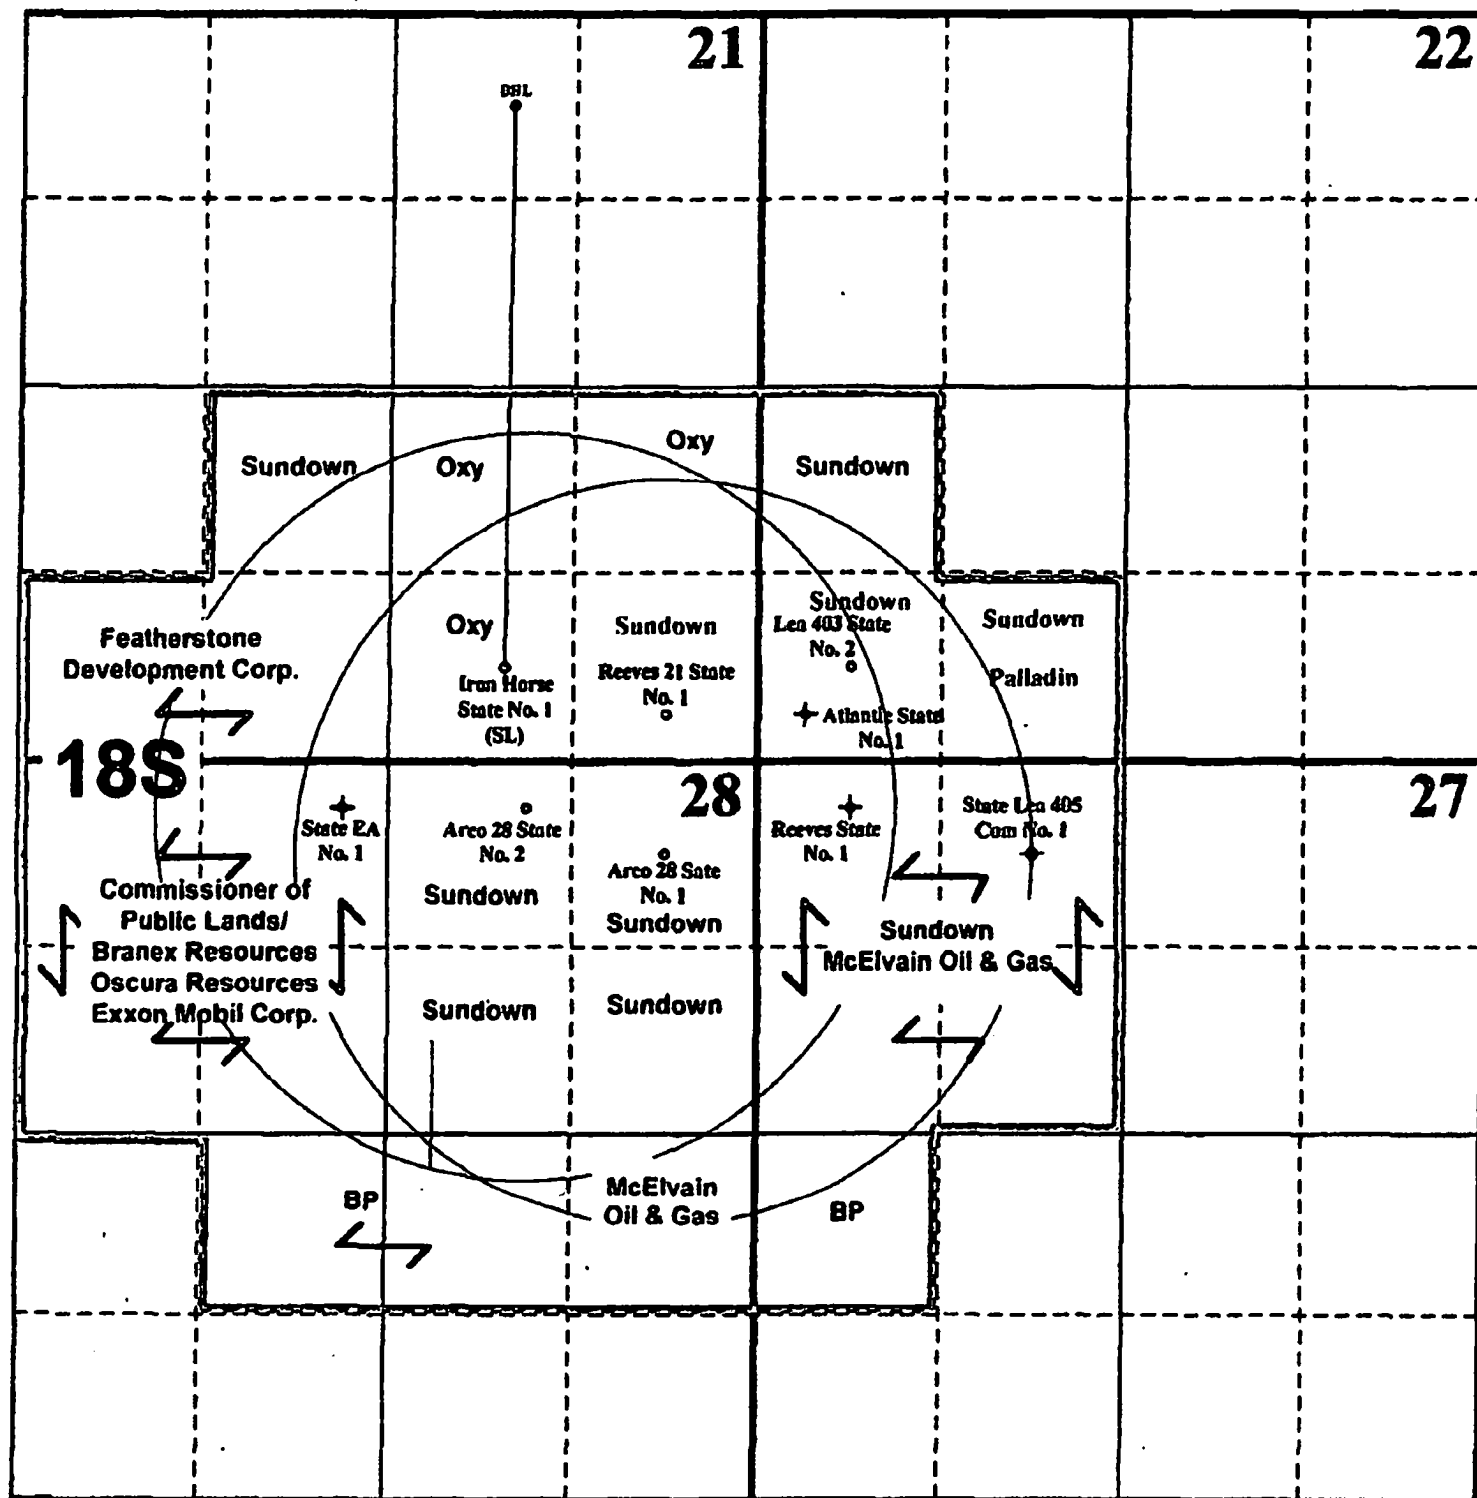 21
22
BHL
Oxy
Sundown
Oxy
Sundown
Featherstone
Development Corp.
Oxy
Sundown
Sundown
Lea 403 State
No. 2
Sundown
Palladin
Iron Horse
State No. 1
(SL)
Reeves 21 State
No. 1
Atlantic State
No. 1
18S
28
27
State EA
No. 1
Arco 28 State
No. 2
Sundown
Arco 28 Sate
No. 1
Sundown
Reeves State
No. 1
State Lea 405
Com No. 1
Commissioner of
Public Lands/
Branex Resources
Oscura Resources
Exxon Mobil Corp.
Sundown
McElvain Oil & Gas
Sundown
Sundown
BP
McElvain
Oil & Gas
BP